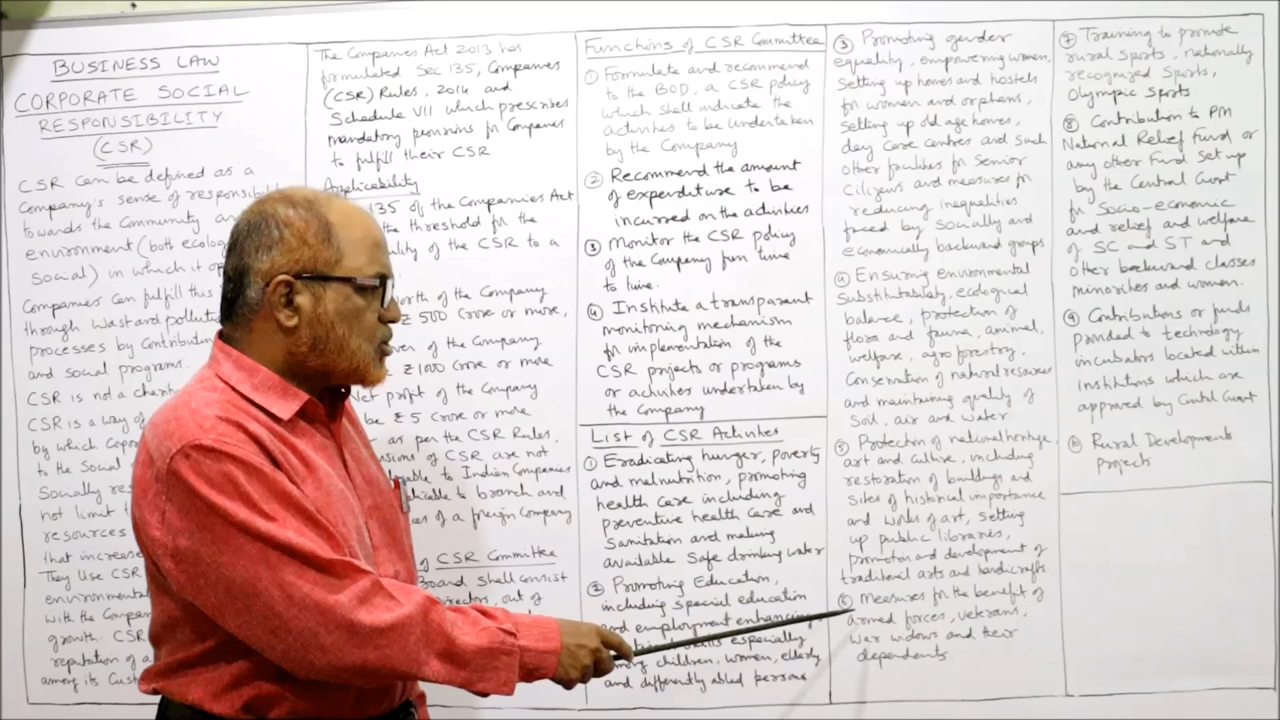 BUSINESS LAW
CORPORATE SOCIAL
RESPONSIBILITY
(CSR)
CSR can be defined as a
Company's sense of responsibil
towards the Community an
environment (both ecolog
Social) in which it op
Companies can fulfill this
through waste and polluti
processes by Contributin
and social programs.
CSR is not a charit
CSR is a way of
by which Corpo
to the Social
Socially res
not limit
resources
that increase
They Use CSR
environmental
with the Compan
growth. CSR
reputation of a
among its Cust
The Companies Act 2013 has
formulated Sec 135, Companies
(CSR) Rules, 2014 and
Schedule VII which prescribes
mandatory provisions for Companies
to fulfill their CSR
Applicability
135 of the Companies Act
the threshold for the
ality of the CSR to a
orth of the Company
₹ 500 Crore or more,
er of the Company
₹ 1000 Crore or more
Net profit of the Company
be ₹ 5 Crore or more
as per the CSR Rules,
sions of CSR are not
able to Indian Companies
plicable to branch and
es of a foreign Company
of CSR Committee
Board shall consist
irectors out of
Functions of CSR Committee
① Formulate and recommend
to the BOD, a CSR policy
which shall indicate the
activities to be undertaken
by the Company
② Recommend the amount
of expenditure to be
incurred on the activities
③ Monitor the CSR policy
of the Company from time
to time.
④ Institute a transparent
monitoring mechanism
for implementation of the
CSR projects or programs
or activities undertaken by
the Company
List of CSR Activities
① Eradicating hunger, poverty
and malnutrition, promoting
health care including
preventive health care and
Sanitation and making
available Safe drinking water
② Promoting Education,
including special education
and employment enhancing
especially
among children, women, elderly
and differently abled persons
③ Promoting gender
equality, empowering women,
Setting up homes and hostels
for women and orphans,
Setting up old age homes,
day care centres and such
other facilities for Senior
Citizens and measures for
reducing inequalities
faced by Socially and
economically backward groups
④ Ensuring environmental
Substitutability, ecological
balance, protection of
flora and fauna, animal
welfare, agro forestry,
Conservation of natural resources
and maintaining quality of
Soil, air and water.
⑤ Protection of national heritage,
art and culture, including
restoration of buildings and
Sites of historical importance
and works of art, Setting
up public libraries,
promotion and development of
traditional arts and handicrafts
⑥ Measures for the benefit of
armed forces, veterans,
war widows and their
dependents
⑦ Training to promote
rural Sports, nationally
recognized Sports,
Olympic Sports
⑧ Contribution to PM
National Relief Fund or
any other Fund Set up
by the Central Govt
for Socio-economic
and relief and welfare
of SC and ST and
other backward classes
minorities and women.
⑨ Contributions or funds
provided to technology
incubators located within
institutions which are
approved by Central Govt
⑩ Rural Developments
projects